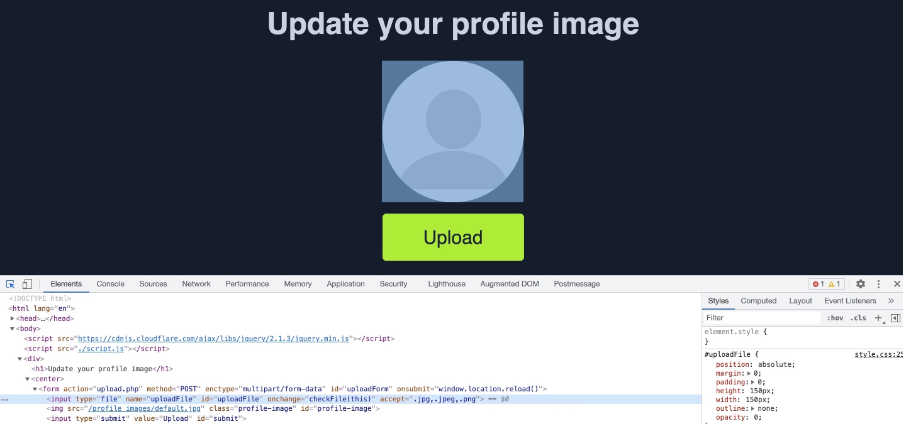 Update your profile image
Upload
Elements Console Sources Network Performance Memory Application Security Lighthouse Augmented DOM Postmessage 1 1
<!DOCTYPE html>
<html lang="en">
<head>…</head>
<body>
<script src="https://cdnjs.cloudflare.com/ajax/libs/jquery/2.1.3/jquery.min.js"></script>
<script src="./script.js"></script>
<div>
<h1>Update your profile image</h1>
<center>
<form action="upload.php" method="POST" enctype="multipart/form-data" id="uploadForm" onsubmit="window.location.reload()">
<input type="file" name="uploadFile" id="uploadFile" onchange="checkFile(this)" accept=".jpg,.jpeg,.png"> == $0
<img src="/profile_images/default.jpg" class="profile-image" id="profile-image">
<input type="submit" value="Upload" id="submit">
Styles Computed Layout Event Listeners »
Filter :hov .cls +
element.style {
}
#uploadFile { style.css:25
position: absolute;
margin: 0;
padding: 0;
height: 150px;
width: 150px;
outline: none;
opacity: 0;